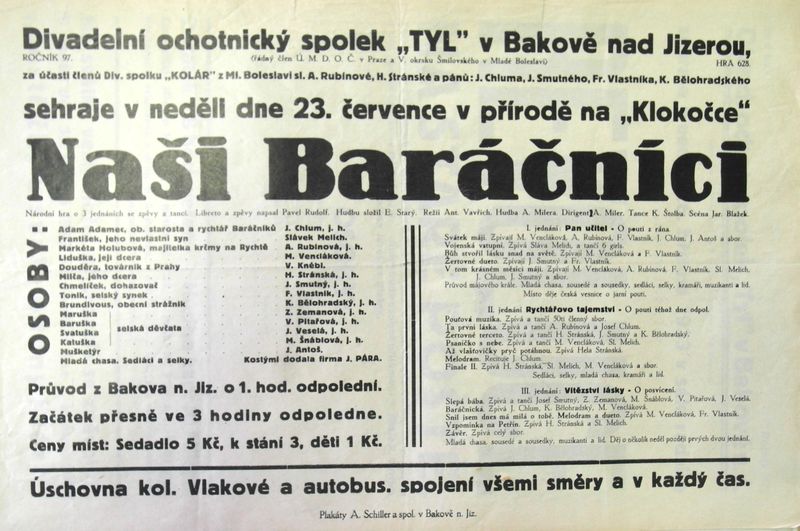 Divadelní ochotnický spolek „TYL” v Bakově nad Jizerou,
ROČNÍK 97. (řádný člen Ú. M. D. O. Č. v Praze a V. okrsku Šmilovského v Mladé Boleslavi) HRA 628.
za účasti členů Div. spolku „KOLÁR” z Ml. Boleslavi sl. A. Rubínové, H. Stránské a pánů: J. Chluma, J. Smutného, Fr. Vlastníka, K. Bělohradského
sehraje v neděli dne 23. července v přírodě na „Klokočce“
Naši Baráčníci
Národní hra o 3 jednáních se zpěvy a tanci. Libreto a zpěvy napsal Pavel Rudolf. Hudbu složil E. Starý. Režií Ant. Vavřich. Hudba A. Milera. Dirigent A. Miler. Tance K. Štolba. Scéna Jar. Blažek.
OSOBY:
Adam Adamec, ob. starosta a rychtář Baráčníků J. Chlum, j. h.
František, jeho nevlastní syn Slávek Melich.
Markéta Holubová, majitelka krčmy na Rychtě A. Rubínová, j. h.
Liduška, její dcera M. Vencláková.
Douděra, továrník z Prahy V. Knébl.
Milča, jeho dcera H. Stránská, j. h.
Chmelíček, dohazovač J. Smutný, j. h.
Toník, selský synek F. Vlastník, j. h.
Brundivous, obecní strážník K. Bělohradský, j. h.
Maruška Z. Zemanová, j. h.
Baruška V. Pitařová, j. h.
Svatuška selská děvčata J. Veselá, j. h.
Katuška M. Šnáblová, j. h.
Mušketýr J. Antoš.
Mladá chasa. Sedláci a selky. Kostými dodala firma J. PÁRA.
Průvod z Bakova n. Jiz. o 1. hod. odpolední.
Začátek přesně ve 3 hodiny odpoledne.
Ceny míst: Sedadlo 5 Kč, k stání 3, děti 1 Kč.
I. jednání Pan učitel - O pouti z rána.
Svátek máji. Zpívají M. Vencláková, A. Rubínová, F. Vlastník, J. Chlum, J. Antoš a sbor.
Vojenská vstupní. Zpívá Sláva Melich, a tančí 6 girls.
Bůh stvořil lásku snad na světě. Zpívají M. Vencláková a F. Vlastník.
Žertovné dueto. Zpívají J. Smutný a Fr. Vlastník.
V tom krásném měsíci máji. Zpívají M. Vencláková, A. Rubínová, F. Vlastník, Sl. Melich, J. Chlum, J. Smutný a sbor.
Průvod májového krále. Mladá chasa, sousedé a sousedky, sedláci, selky, kramáři, muzikanti a lid.
Místo děje česká vesnice o jarní pouti.
II. jednání Rychtářovo tajemství - O pouti téhož dne odpol.
Pouťová muzika. Zpívá a tančí 50ti členný sbor.
Ta první láska. Zpívá a tančí A. Rubínová a Josef Chlum.
Žertovné terceto. Zpívá a tančí H. Stránská, J. Smutný a K. Bělohradský.
Psaníčko s nebe. Zpívá a tančí M. Vencláková, Sl. Melich.
Až vlaštovičky pryč potáhnou. Zpívá Hela Stránská.
Melodram. Recituje J. Chlum.
Finale II. Zpívá H. Stránská, Sl. Melich, M. Vencláková a sbor.
Sedláci, selky, mladá chasa, kramáři a lid.
III. jednání: Vítězství lásky - O posvícení.
Slepá bába. Zpívá a tančí Josef Smutný, Z. Zemanová, M. Šnáblová, V. Pitařová, J. Veselá.
Baráčnická. Zpívá J. Chlum, K. Bělohradský, M. Vencláková.
Snil jsem dnes má milá o tobě. Melodram a dueto. Zpívá M. Vencláková, Fr. Vlastník.
Vzpomínka na Petřín. Zpívá H. Stránská a Sl. Melich.
Závěr. Zpívá celý sbor.
Mladá chasa, sousedé a sousedky, muzikanti a lid. Děj o několik neděl později prvých dvou jednání.
Úschovna kol. Vlakové a autobus. spojení všemi směry a v každý čas.
Plakáty A. Schiller a spol. v Bakově n. Jiz.